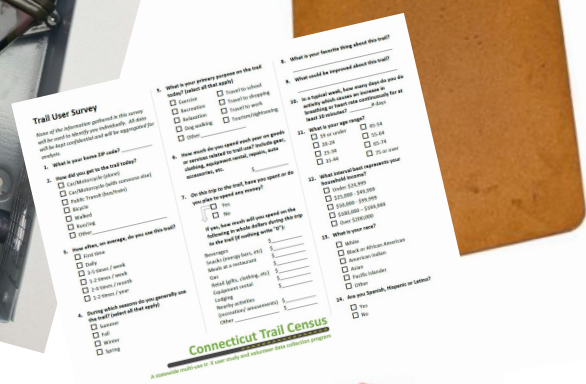 Trail User Survey
None of the information gathered in this survey
will be used to identify you individually. All data
will be kept confidential and will be aggregated for
analysis.
1. What is your home ZIP code?
2. How did you get to the trail today?
Car/Motorcycle (alone)
Car/Motorcycle (with someone else)
Public Transit (bus/train)
Bicycle
Walked
Run/jog
Other
3. How often, on average, do you use this trail?
First time
Daily
3-5 times / week
1-2 times / week
2-4 times / month
1-2 times / year
4. During which seasons do you generally use
the trail? (select all that apply)
Summer
Fall
Winter
Spring
5. What is your primary purpose on the trail
today? (select all that apply)
Exercise
Travel to school
Recreation
Travel to shopping
Relaxation
Travel to work
Dog walking
Tourism/sightseeing
Other
6. How much do you spend each year on goods
or services related to trail use? Include gear,
clothing, equipment rental, repairs, auto
accessories, etc.
$
7. On this trip to the trail, have you spent or do
you plan to spend any money?
Yes
No
If yes, how much will you spend on the
following in whole dollars during this trip
to the trail (if nothing write "0"):
Beverages $
Snacks (energy bars, etc) $
Meals at a restaurant $
Gas $
Retail (gifts, clothing, etc) $
Equipment rental $
Lodging $
Nearby activities
(recreation/ amusements) $
Other $
8. What is your favorite thing about this trail?
9. What could be improved about this trail?
10. In a typical week, how many days do you do
activity which causes an increase in
breathing or heart rate continuously for at
least 10 minutes? # days
11. What is your age range?
19 or under
45-54
20-24
55-64
25-34
65-74
35-44
75 or over
12. What interval best represents your
household income?
Under $24,999
$25,000 - $49,999
$50,000 - $99,999
$100,000 - $199,999
Over $200,000
13. What is your race?
White
Black or African American
American Indian
Asian
Pacific Islander
Other
14. Are you Spanish, Hispanic or Latino?
Yes
No
Connecticut Trail Census
A statewide multi-use trail user study and volunteer data collection program